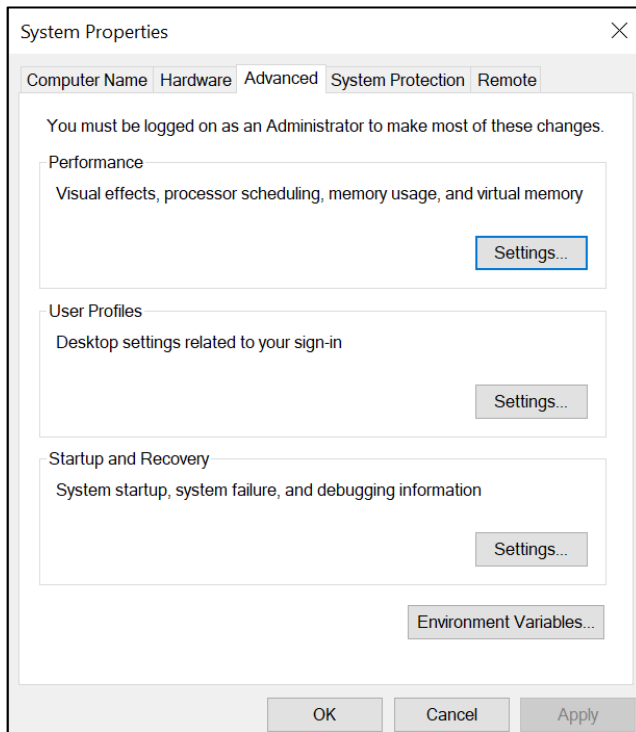 System Properties
Computer Name Hardware Advanced System Protection Remote
You must be logged on as an Administrator to make most of these changes.
Performance
Visual effects, processor scheduling, memory usage, and virtual memory
Settings...
User Profiles
Desktop settings related to your sign-in
Settings...
Startup and Recovery
System startup, system failure, and debugging information
Settings...
Environment Variables...
OK Cancel Apply